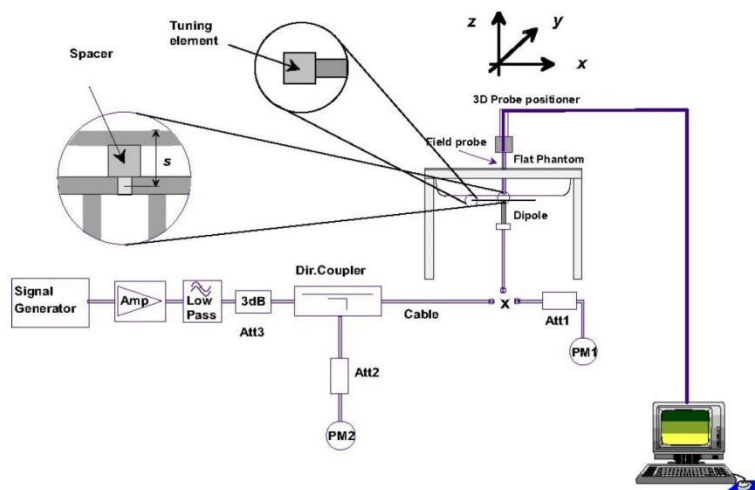 Tuning
element
Spacer
s
z
y
x
3D Probe positioner
Field probe
Flat Phantom
Dipole
Signal
Generator
Amp
Low
Pass
3dB
Att3
Dir.Coupler
Cable
x
Att1
PM1
Att2
PM2